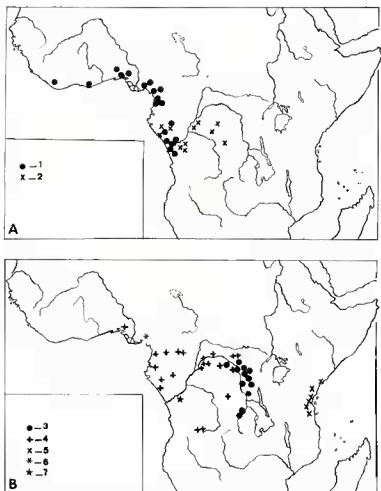 ● – 1
x – 2
A
● – 3
+ – 4
x – 5
* – 6
★ – 7
B